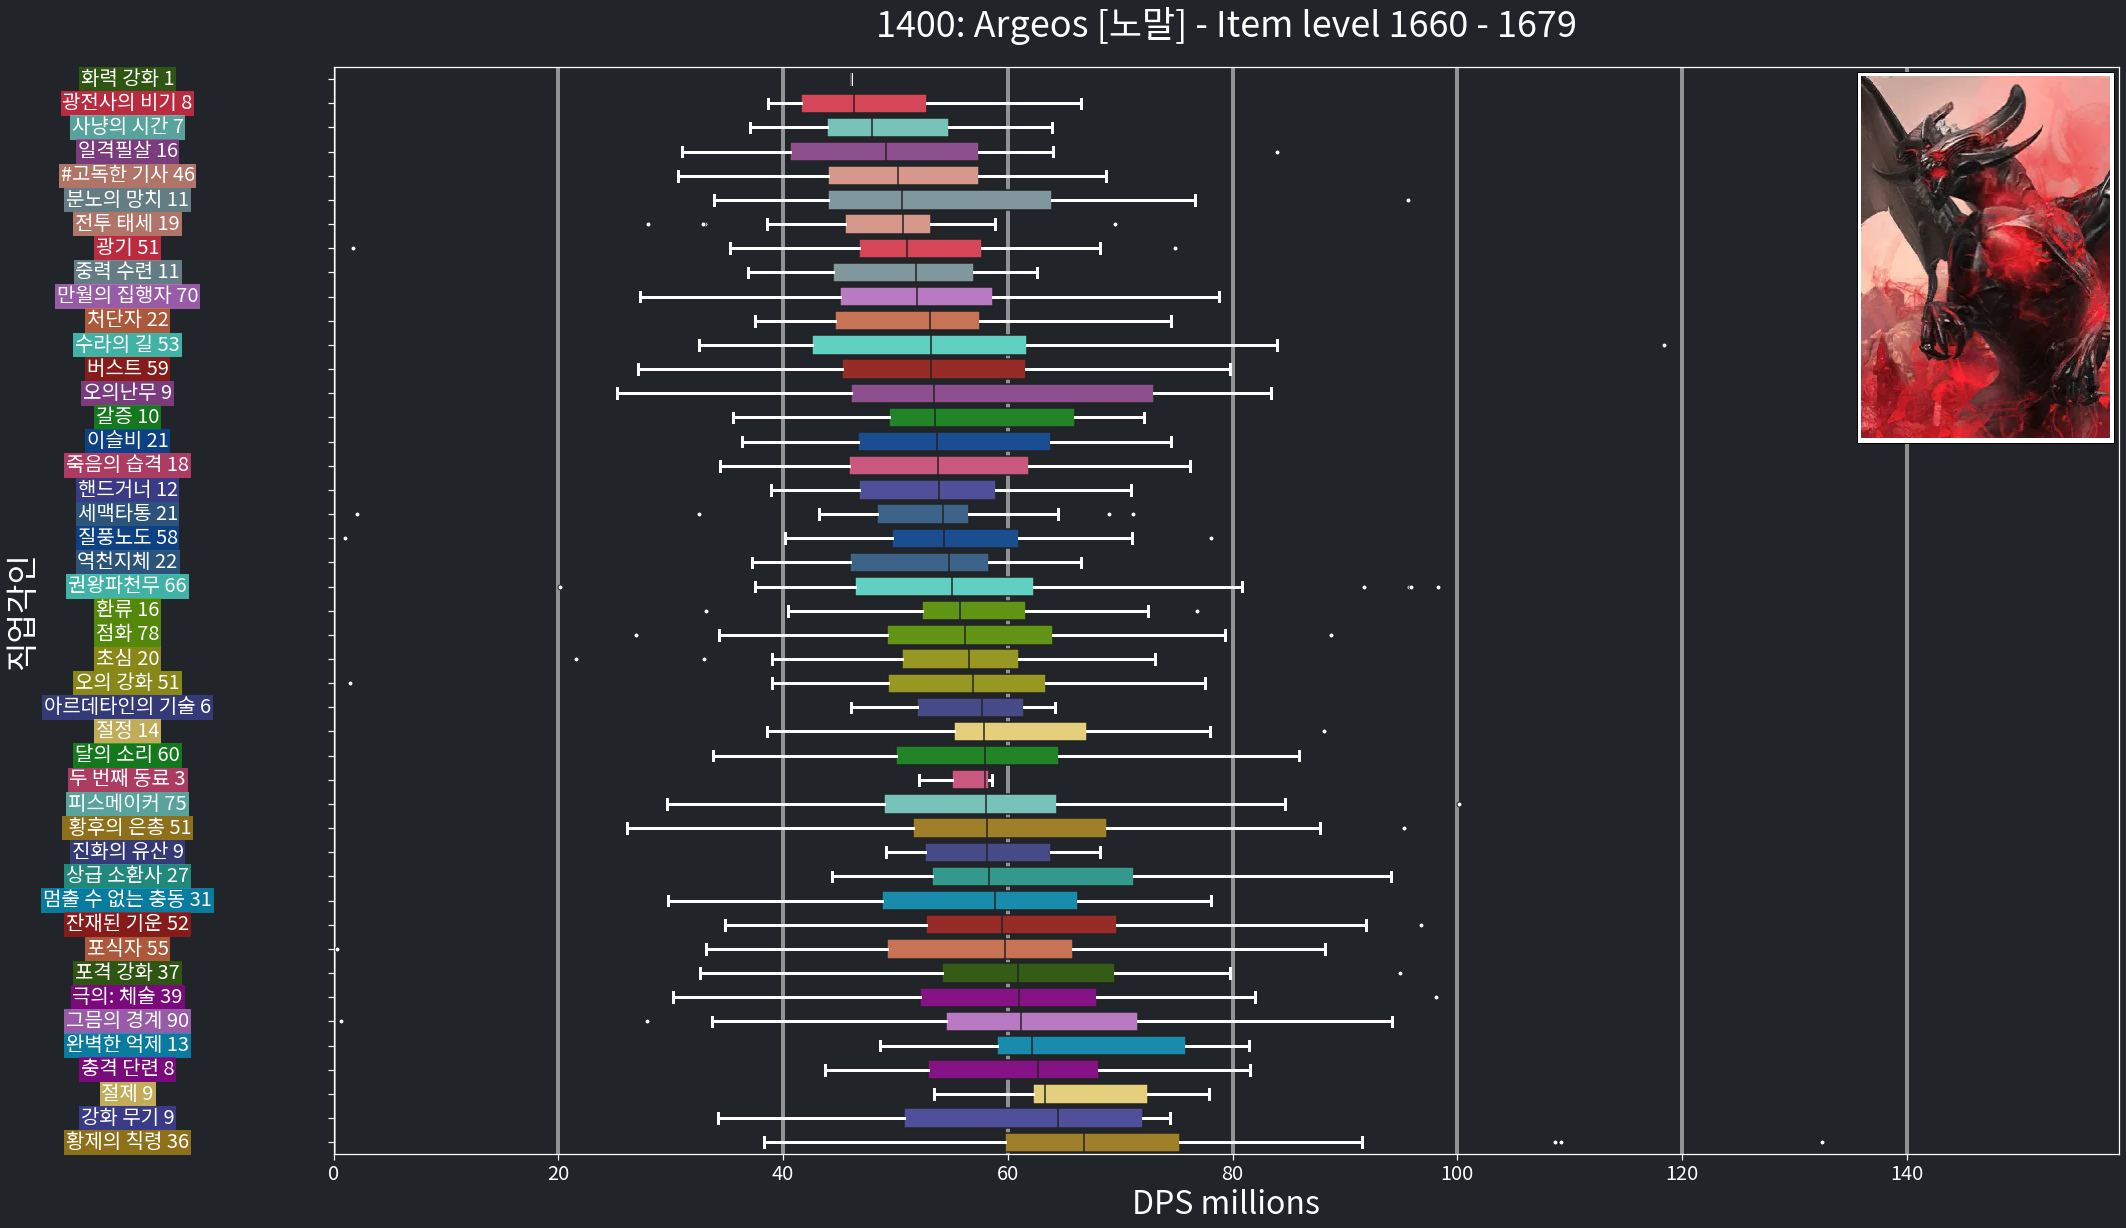 1400: Argeos [노말] - Item level 1660 - 1679
화력 강화 1
광전사의 비기 8
사냥의 시간 7
일격필살 16
#고독한 기사 46
분노의 망치 11
전투 태세 19
광기 51
중력 수련 11
만월의 집행자 70
처단자 22
수라의 길 53
버스트 59
오의난무 9
갈증 10
이슬비 21
죽음의 습격 18
핸드거너 12
세맥타통 21
질풍노도 58
역천지체 22
권왕파천무 66
환류 16
점화 78
초심 20
오의 강화 51
아르데타인의 기술 6
절정 14
달의 소리 60
두 번째 동료 3
피스메이커 75
황후의 은총 51
진화의 유산 9
상급 소환사 27
멈출 수 없는 충동 31
잔재된 기운 52
포식자 55
포격 강화 37
극의: 체술 39
그믐의 경계 90
완벽한 억제 13
충격 단련 8
절제 9
강화 무기 9
황제의 칙령 36
직업각인
0 20 40 60 80 100 120 140
DPS millions